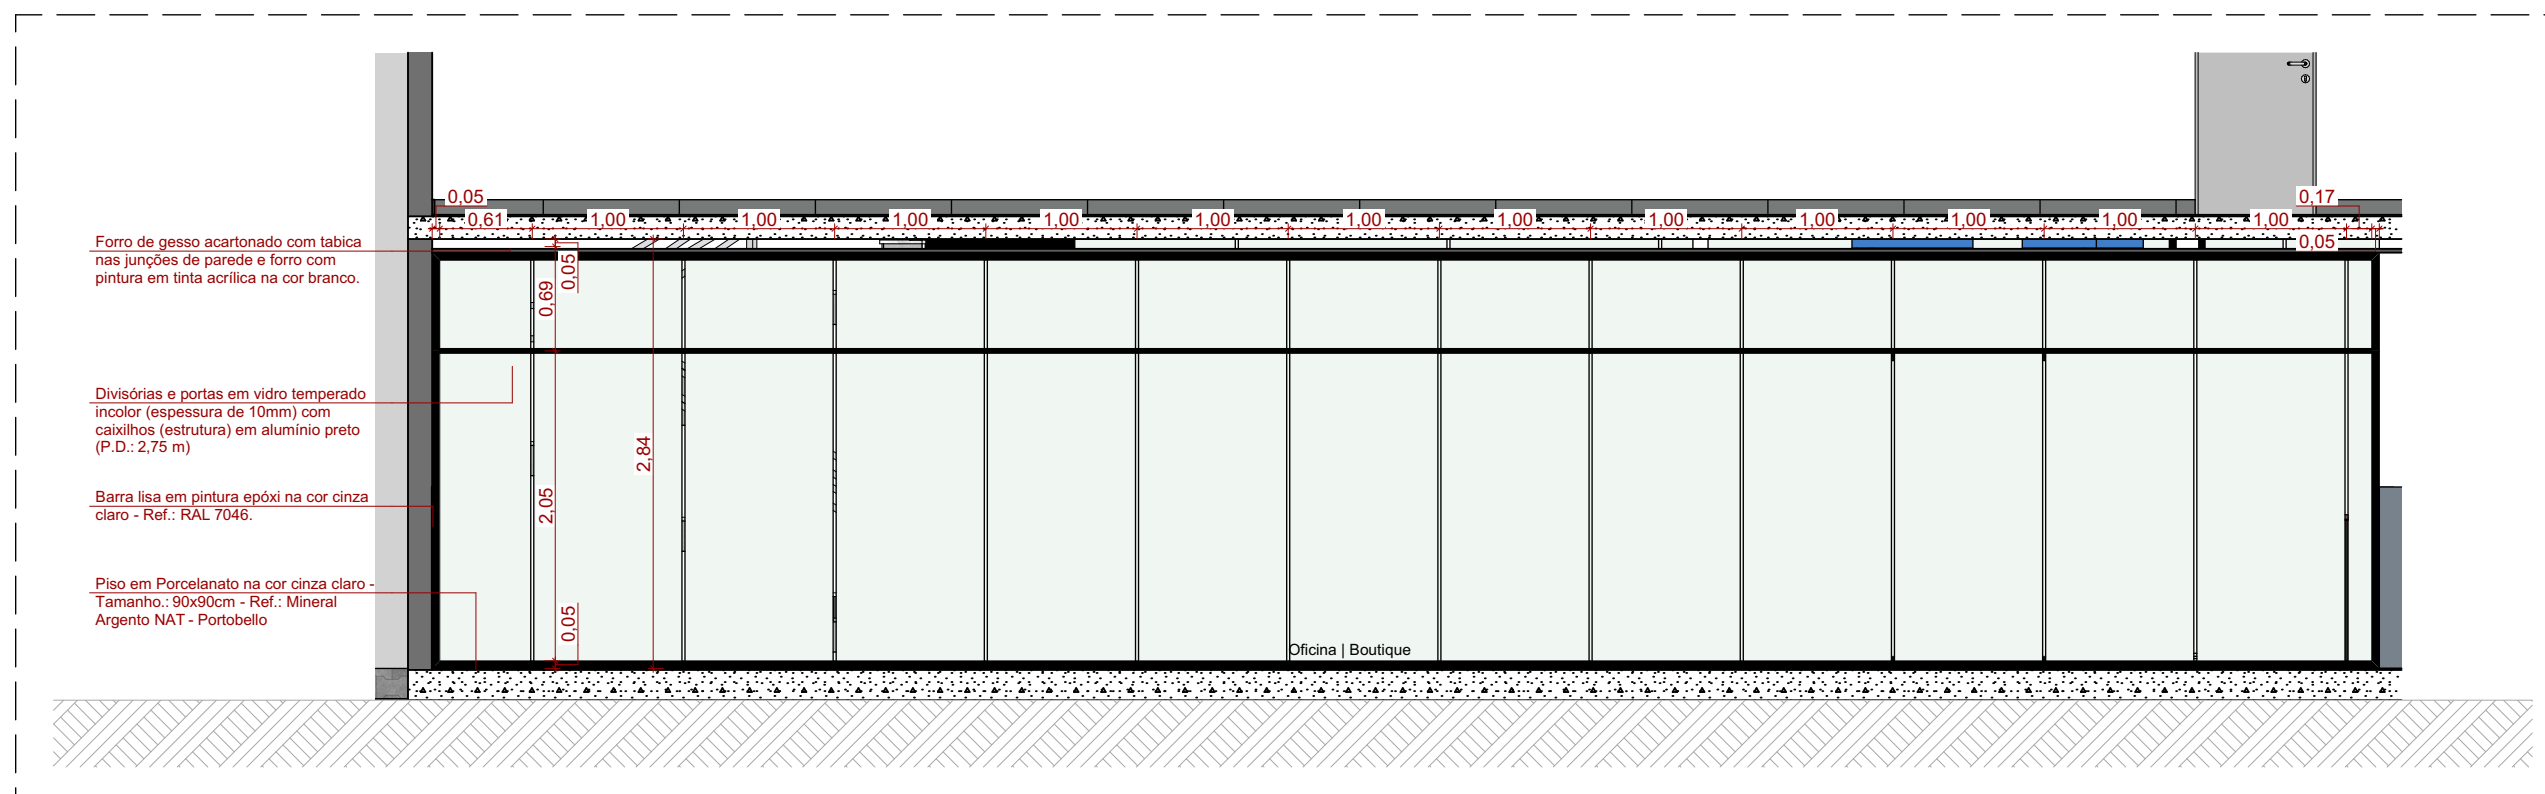 0,05
0,17
0,61 1,00 1,00 1,00 1,00 1,00 1,00 1,00 1,00 1,00 1,00 1,00 1,00
0,05
Forro de gesso acartonado com tabica
nas junções de parede e forro com
pintura em tinta acrílica na cor branco.
0,05
0,69
Divisórias e portas em vidro temperado
incolor (espessura de 10mm) com
caixilhos (estrutura) em alumínio preto
(P.D.: 2,75 m)
2,84
Barra lisa em pintura epóxi na cor cinza
claro - Ref.: RAL 7046.
2,05
Piso em Porcelanato na cor cinza claro -
Tamanho.: 90x90cm - Ref.: Mineral
Argento NAT - Portobello
0,05
Oficina | Boutique